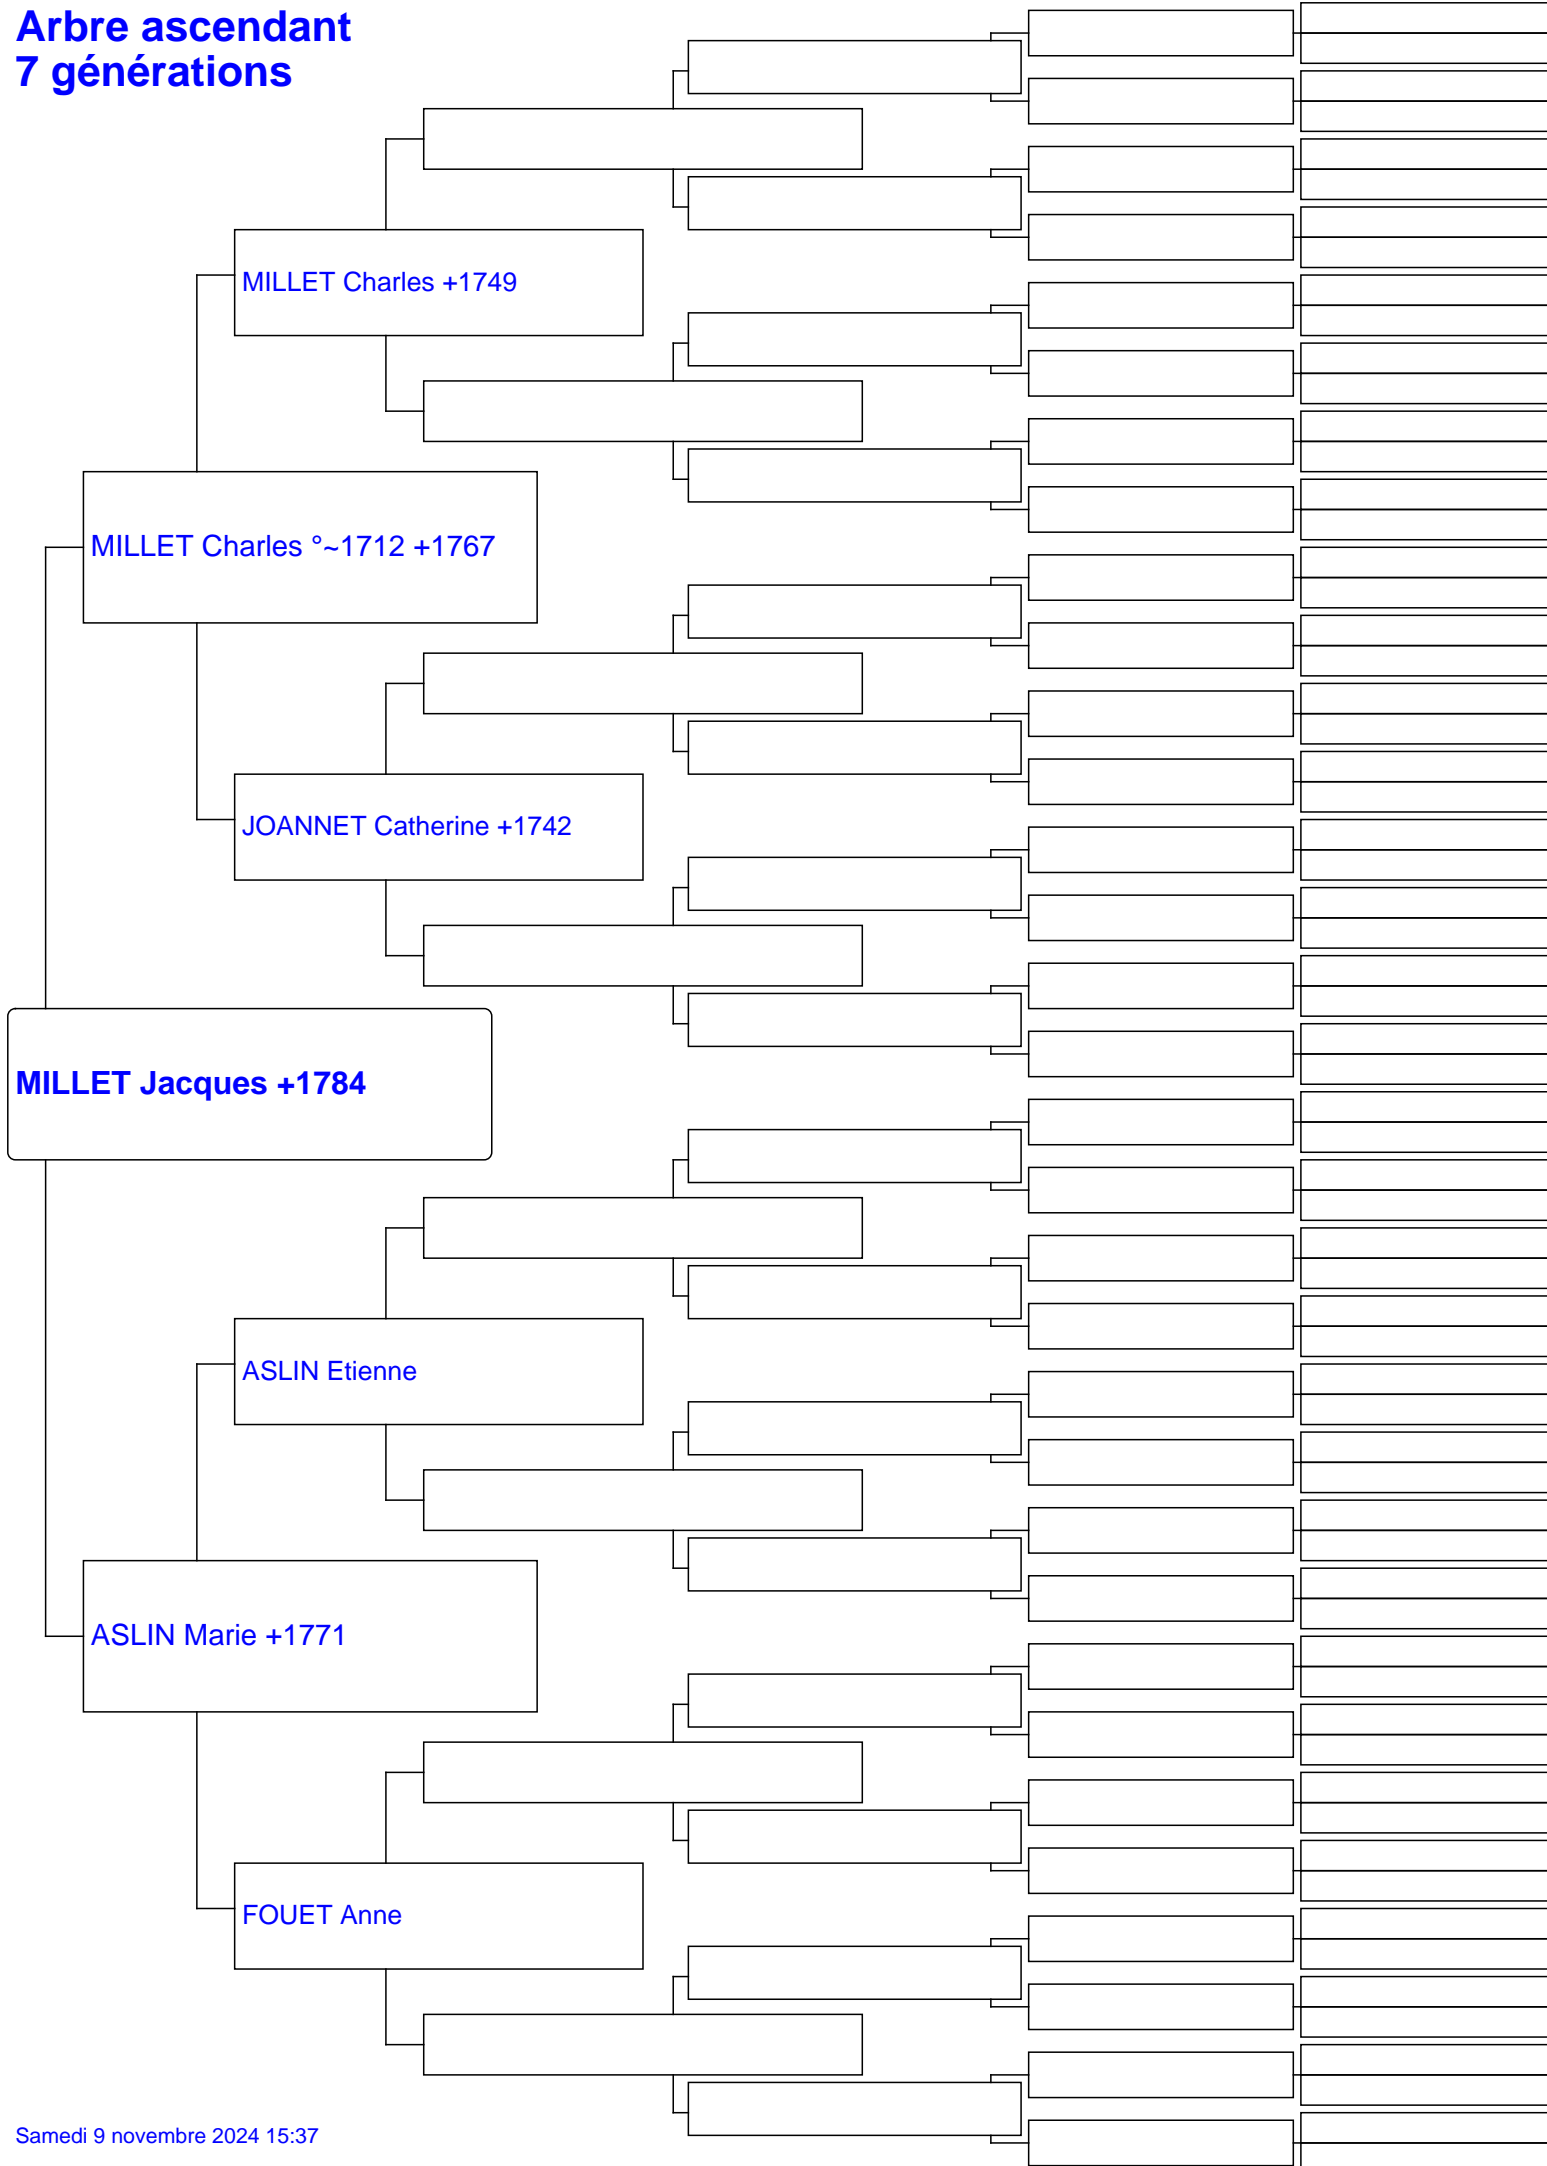 Arbre ascendant
7 générations
MILLET Charles +1749
MILLET Charles °~1712 +1767
JOANNET Catherine +1742
MILLET Jacques +1784
ASLIN Etienne
ASLIN Marie +1771
FOUET Anne
Samedi 9 novembre 2024 15:37